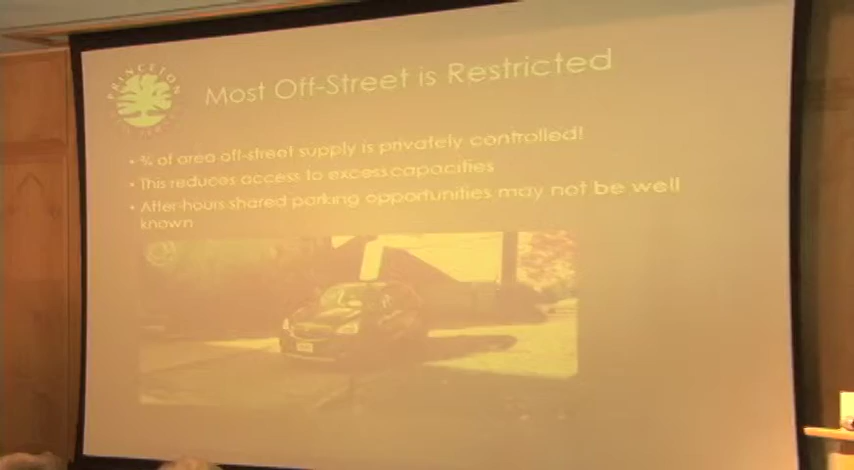 PRINCETON
Most Off-Street is Restricted
• ¾ of area off-street supply is privately controlled!
• This reduces access to excess capacities
• After-hours shared parking opportunities may not be well
known